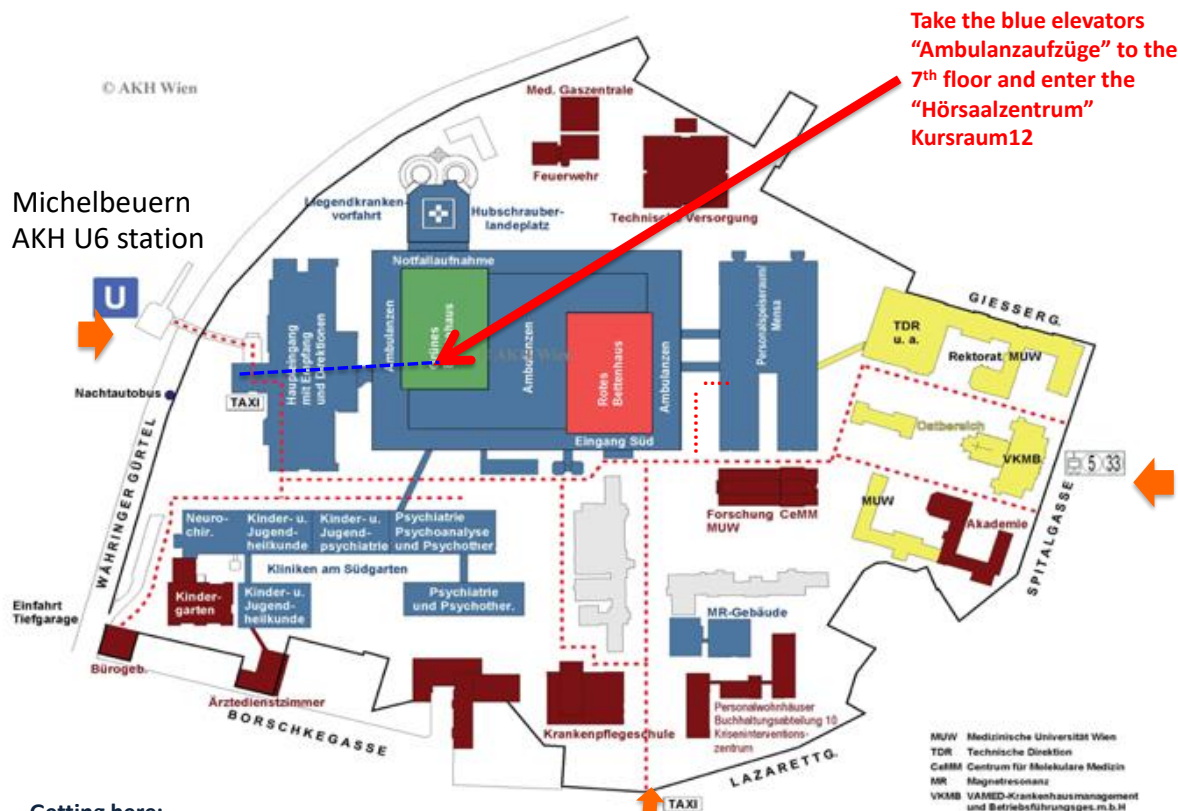 Take the blue elevators
“Ambulanzaufzüge” to the
7th floor and enter the
“Hörsaalzentrum”
Kursraum12
© AKH Wien
Med. Gaszentrale
Feuerwehr
Technische Versorgung
Liegendkranken-
vorfahrt
Hubschrauber-
landeplatz
Michelbeuern
AKH U6 station
U
Notfallaufnahme
Ambulanzen
Grünes
Ambulanzen
© AKH Wien
Rotes
Bettenhaus
Ambulanzen
Eingang Süd
Personalspeiseraum/
Mensa
Haupteingang
mit Empfang
und Direktionen
Nachtautobus
TAXI
GIESSERG.
TDR
u. a.
Rektorat
MUW
Ostbereich
VKMB
5 33
MUW
Akademie
SPITALGASSE
Forschung CeMM
MUW
WÄHRINGER GÜRTEL
Neuro-
chir.
Kinder- u.
Jugend-
heilkunde
Kinder- u.
Jugend-
psychiatrie
Psychiatrie
Psychoanalyse
und Psychother
Kliniken am Südgarten
Kinder-
garten
Kinder- u.
Jugend-
heilkunde
Psychiatrie
und Psychother.
Einfahrt
Tiefgarage
MR-Gebäude
Bürogeb.
Ärztedienstzimmer
BORSCHKEGASSE
Krankenpflegeschule
Personalwohnhäuser
Buchhaltungsabteilung 10
Kriseninterventions-
zentrum
LAZARETTG.
TAXI
MUW Medizinische Universität Wien
TDR Technische Direktion
CeMM Centrum für Molekulare Medizin
MR Magnetresonanz
VKMB VAMED-Krankenhausmanagement
und Betriebsführungsges.m.b.H
Getting here: